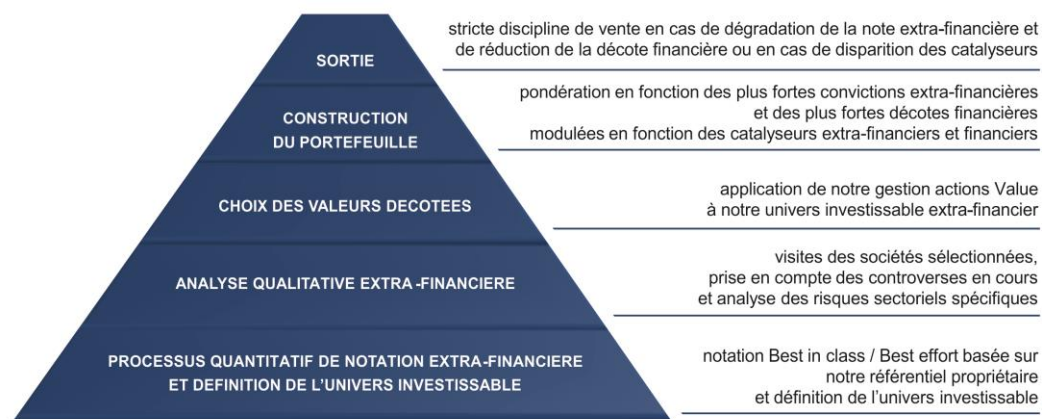 SORTIE
stricte discipline de vente en cas de dégradation de la note extra-financière et
de réduction de la décote financière ou en cas de disparition des catalyseurs
CONSTRUCTION
DU PORTEFEUILLE
pondération en fonction des plus fortes convictions extra-financières
et des plus fortes décotes financières
modulées en fonction des catalyseurs extra-financiers et financiers
CHOIX DES VALEURS DECOTEES
application de notre gestion actions Value
à notre univers investissable extra-financier
ANALYSE QUALITATIVE EXTRA-FINANCIERE
visites des sociétés sélectionnées,
prise en compte des controverses en cours
et analyse des risques sectoriels spécifiques
PROCESSUS QUANTITATIF DE NOTATION EXTRA-FINANCIERE
ET DEFINITION DE L'UNIVERS INVESTISSABLE
notation Best in class / Best effort basée sur
notre référentiel propriétaire
et définition de l'univers investissable